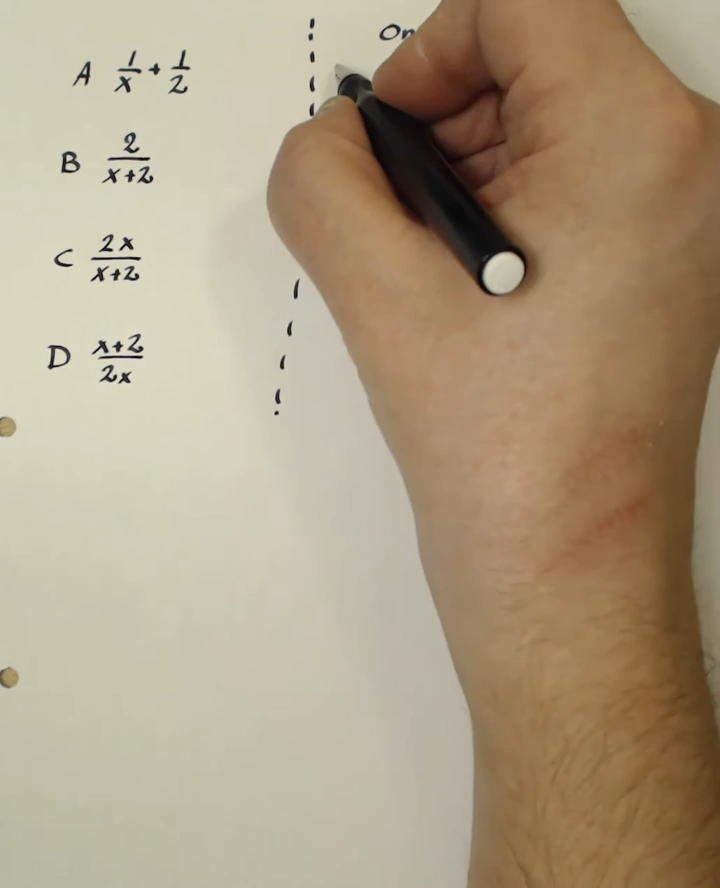 A 1/x + 1/2
B 2/(x+2)
C 2x/(x+2)
D (x+2)/2x